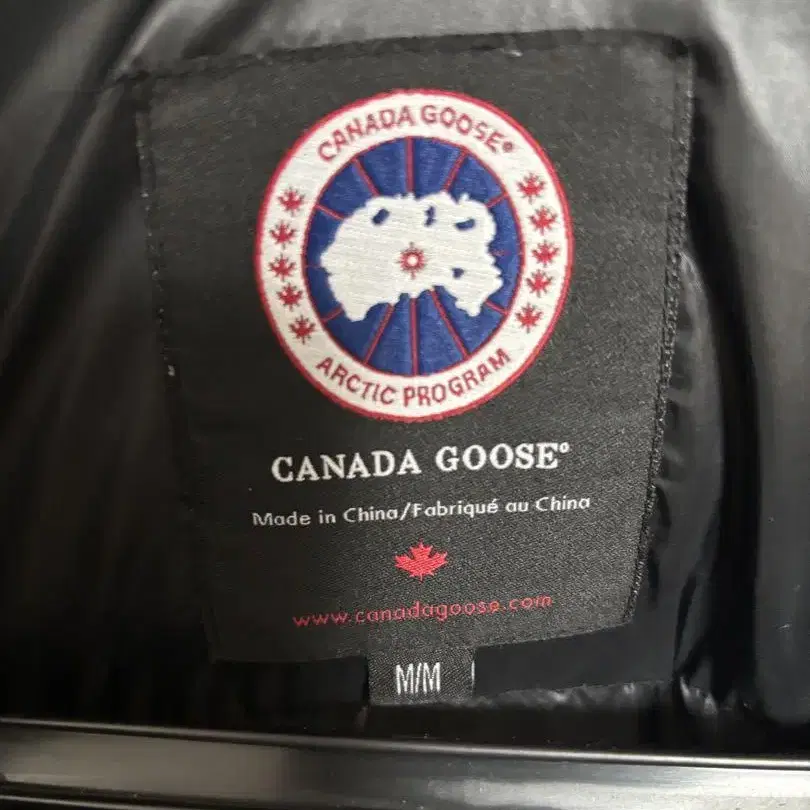 CANADA GOOSE®
ARCTIC PROGRAM
CANADA GOOSE®
Made in China/Fabriqué au China
www.canadagoose.com
M/M